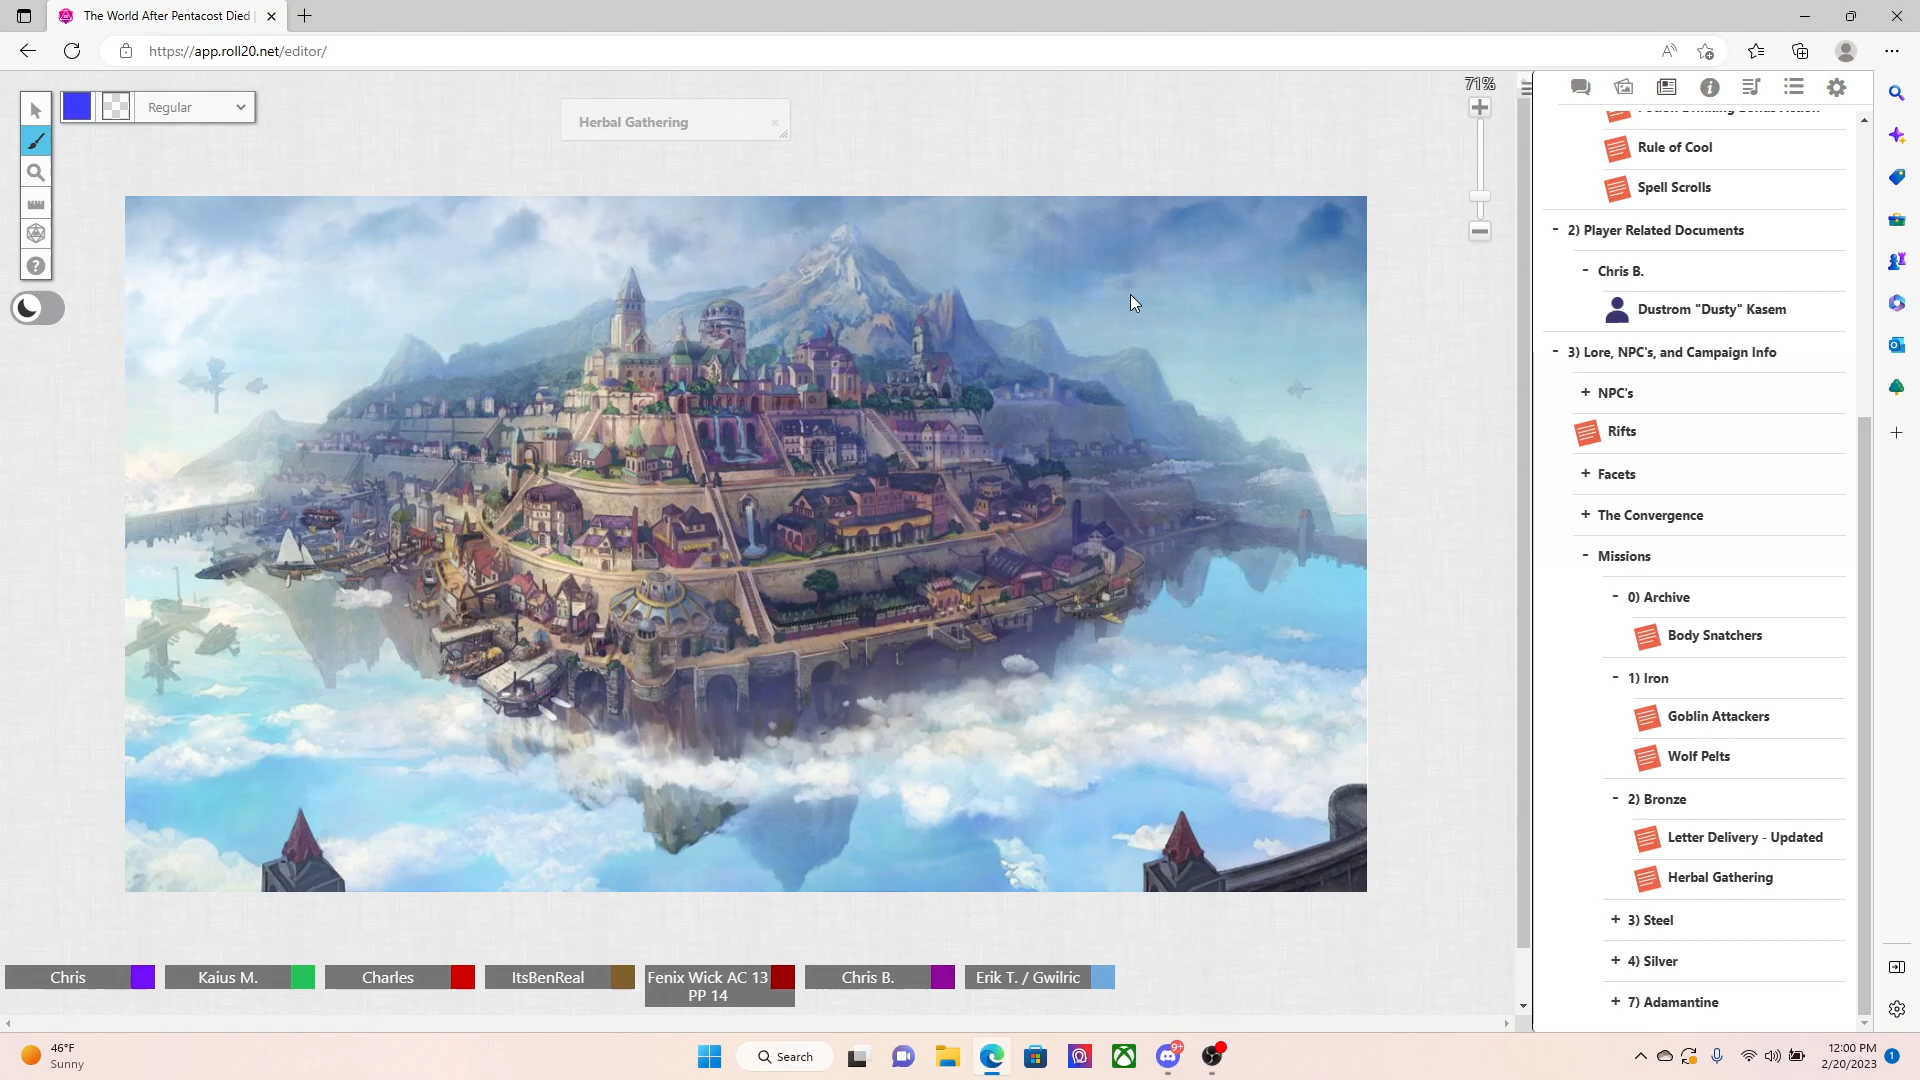 The World After Pentacost Died |
https://app.roll20.net/editor/
Regular
Herbal Gathering
71%
Rule of Cool
Spell Scrolls
2) Player Related Documents
Chris B.
Dustrom "Dusty" Kasem
3) Lore, NPC's, and Campaign Info
NPC's
Rifts
Facets
The Convergence
Missions
0) Archive
Body Snatchers
1) Iron
Goblin Attackers
Wolf Pelts
2) Bronze
Letter Delivery - Updated
Herbal Gathering
3) Steel
4) Silver
7) Adamantine
Chris
Kaius M.
Charles
ItsBenReal
Fenix Wick AC 13
PP 14
Chris B.
Erik T. / Gwilric
46°F
Sunny
Search
9+
12:00 PM
2/20/2023
1